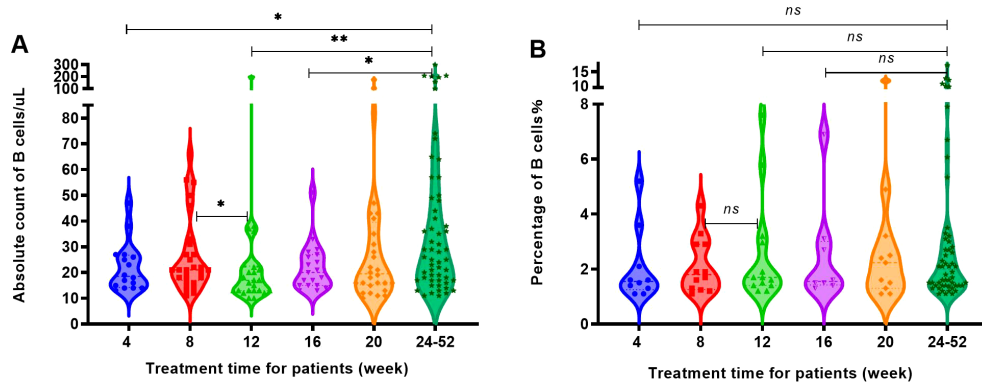 A
Absolute count of B cells/uL
300
200
100
80
70
60
50
40
30
20
10
0
*
**
*
*
4 8 12 16 20 24-52
Treatment time for patients (week)
B
Percentage of B cells%
15
10
8
6
4
2
0
ns
ns
ns
ns
4 8 12 16 20 24-52
Treatment time for patients (week)